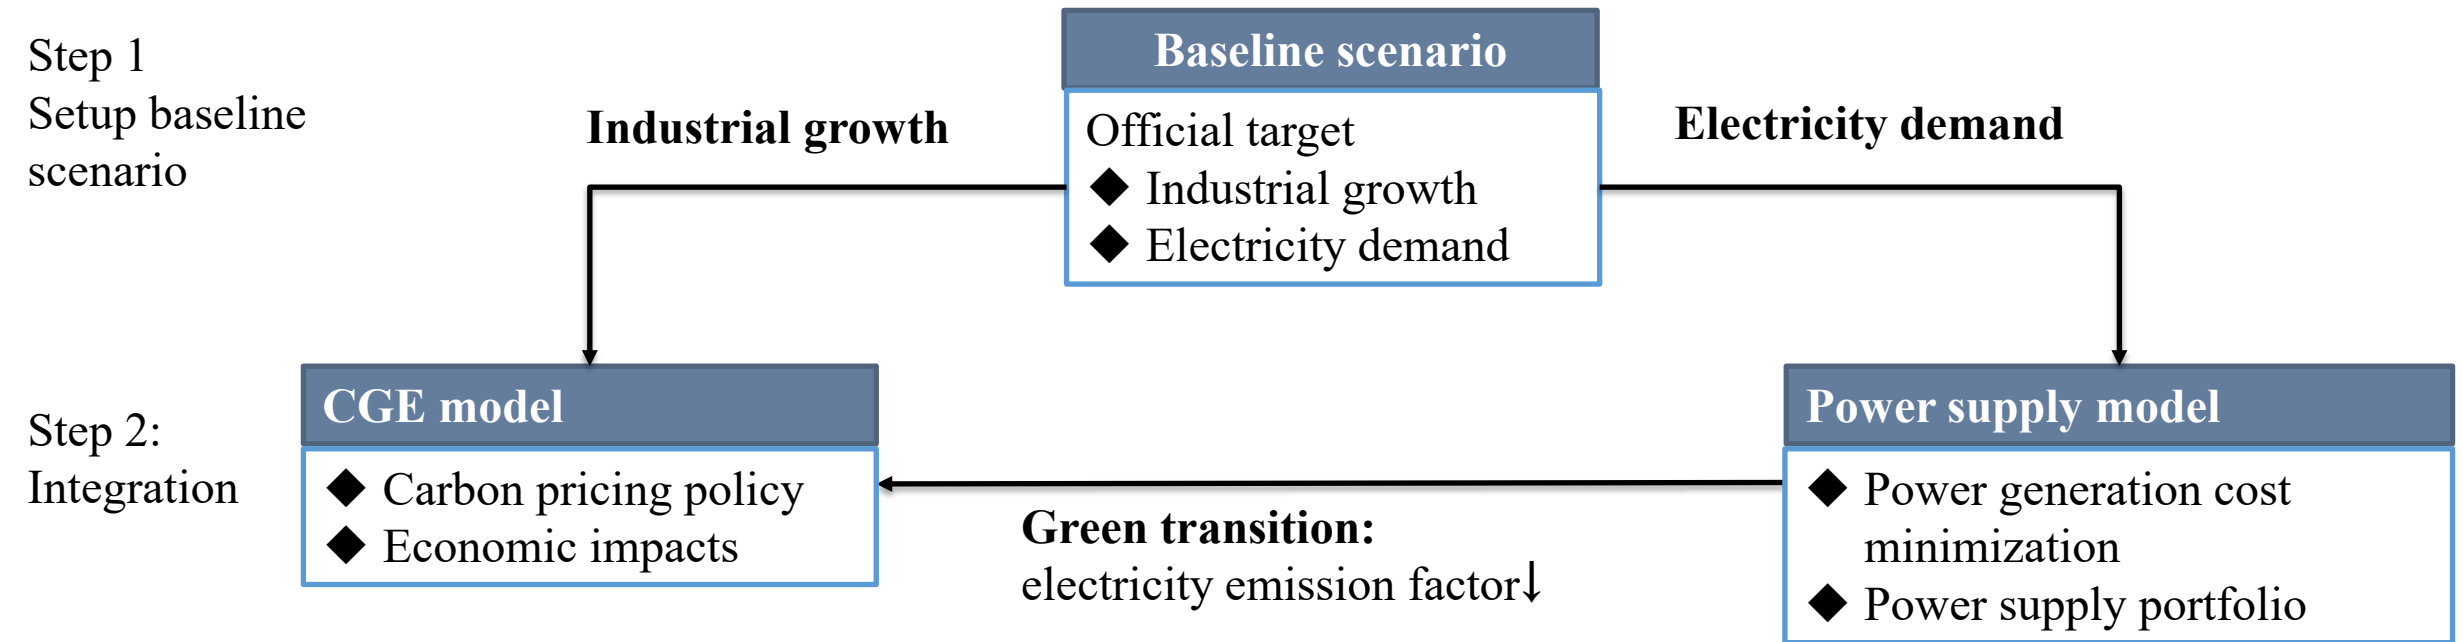 Step 1
Setup baseline
scenario
Industrial growth
Baseline scenario
Official target
◆ Industrial growth
◆ Electricity demand
Electricity demand
Step 2:
Integration
CGE model
◆ Carbon pricing policy
◆ Economic impacts
Green transition:
electricity emission factor↓
Power supply model
◆ Power generation cost
minimization
◆ Power supply portfolio